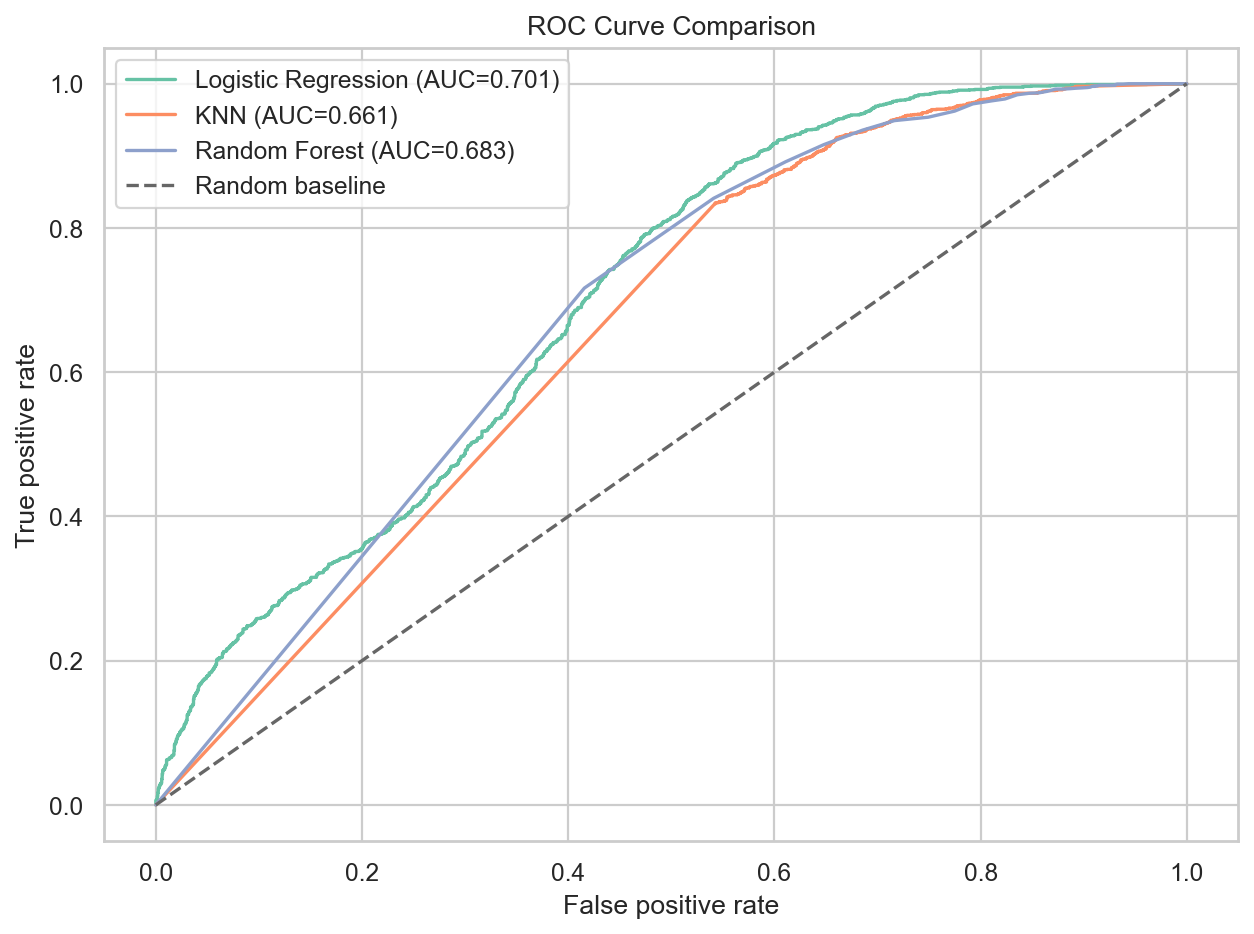 ROC Curve Comparison
Logistic Regression (AUC=0.701)
KNN (AUC=0.661)
Random Forest (AUC=0.683)
Random baseline
True positive rate
1.0
0.8
0.6
0.4
0.2
0.0
0.0 0.2 0.4 0.6 0.8 1.0
False positive rate